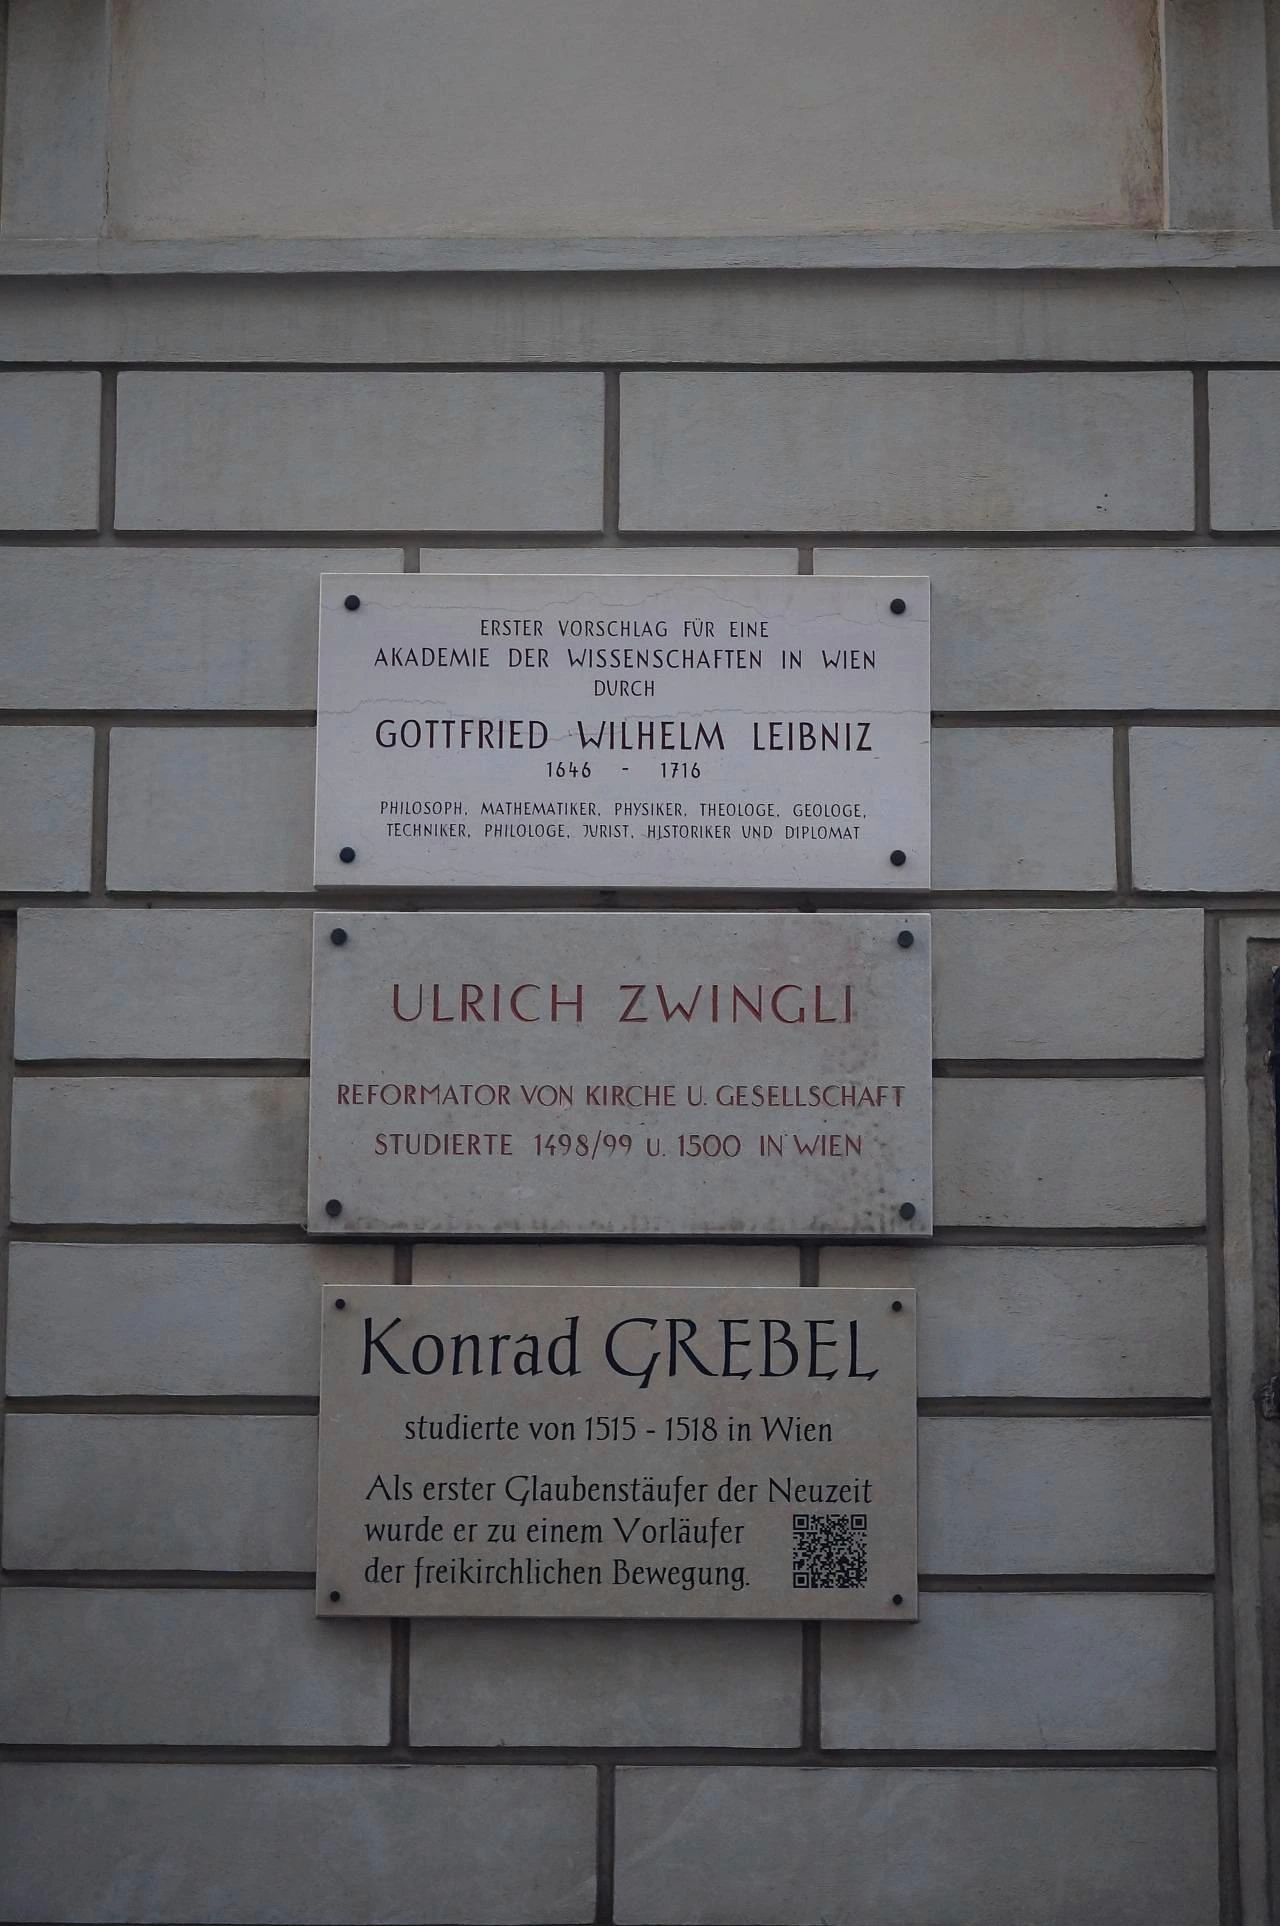 ERSTER VORSCHLAG FÜR EINE
AKADEMIE DER WISSENSCHAFTEN IN WIEN
DURCH
GOTTFRIED WILHELM LEIBNIZ
1646 - 1716
PHILOSOPH, MATHEMATIKER, PHYSIKER, THEOLOGE, GEOLOGE,
TECHNIKER, PHILOLOGE, JURIST, HISTORIKER UND DIPLOMAT
ULRICH ZWINGLI
REFORMATOR VON KIRCHE U. GESELLSCHAFT
STUDIERTE 1498/99 U. 1500 IN WIEN
Konrad GREBEL
studierte von 1515 - 1518 in Wien
Als erster Glaubenstäufer der Neuzeit
wurde er zu einem Vorläufer
der freikirchlichen Bewegung.